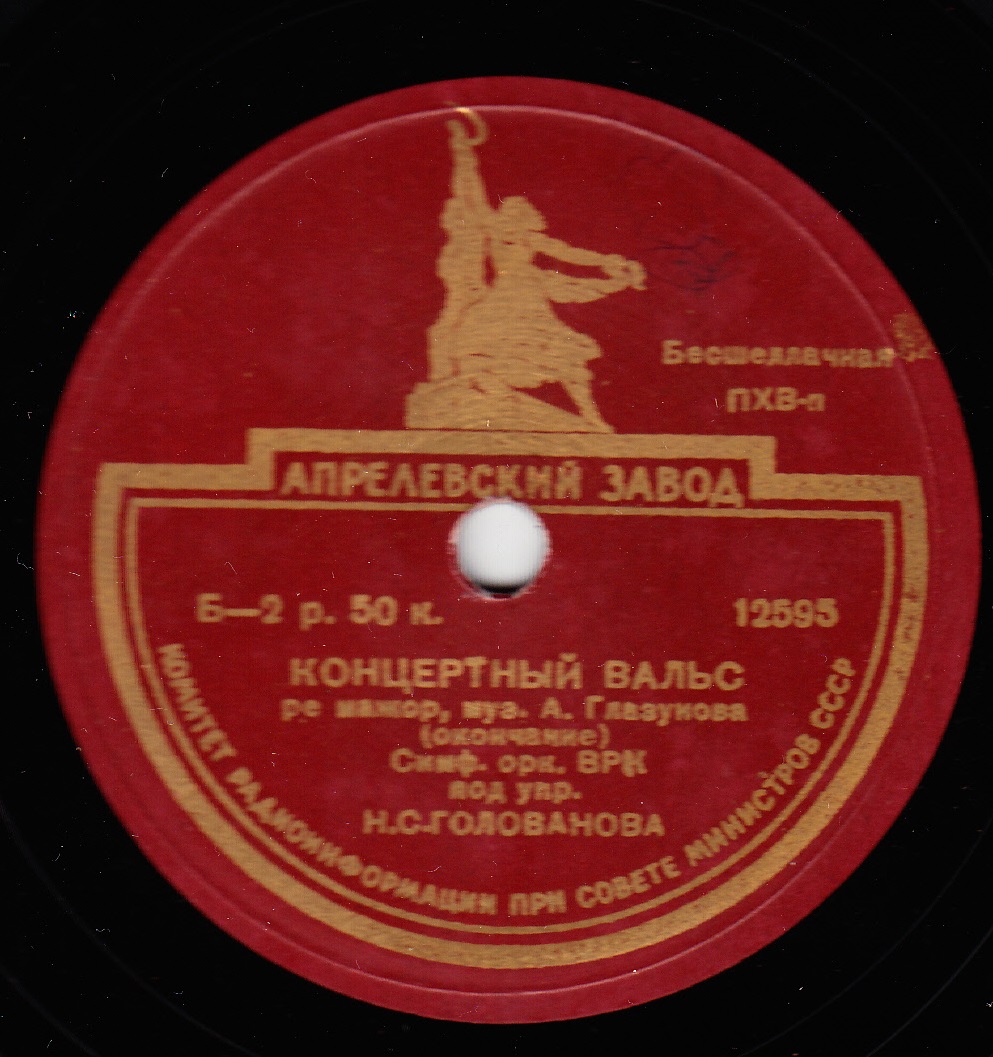 Бесшеллачная
ПХВ-п
АПРЕЛЕВСКИЙ ЗАВОД
Б—2 р. 50 к.
12595
КОНЦЕРТНЫЙ ВАЛЬС
ре мажор, муз. А. Глазунова
(окончание)
Симф. орк. ВРК
под упр.
Н.С.ГОЛОВАНОВА
КОМИТЕТ РАДИОИНФОРМАЦИИ ПРИ СОВЕТЕ МИНИСТРОВ СССР